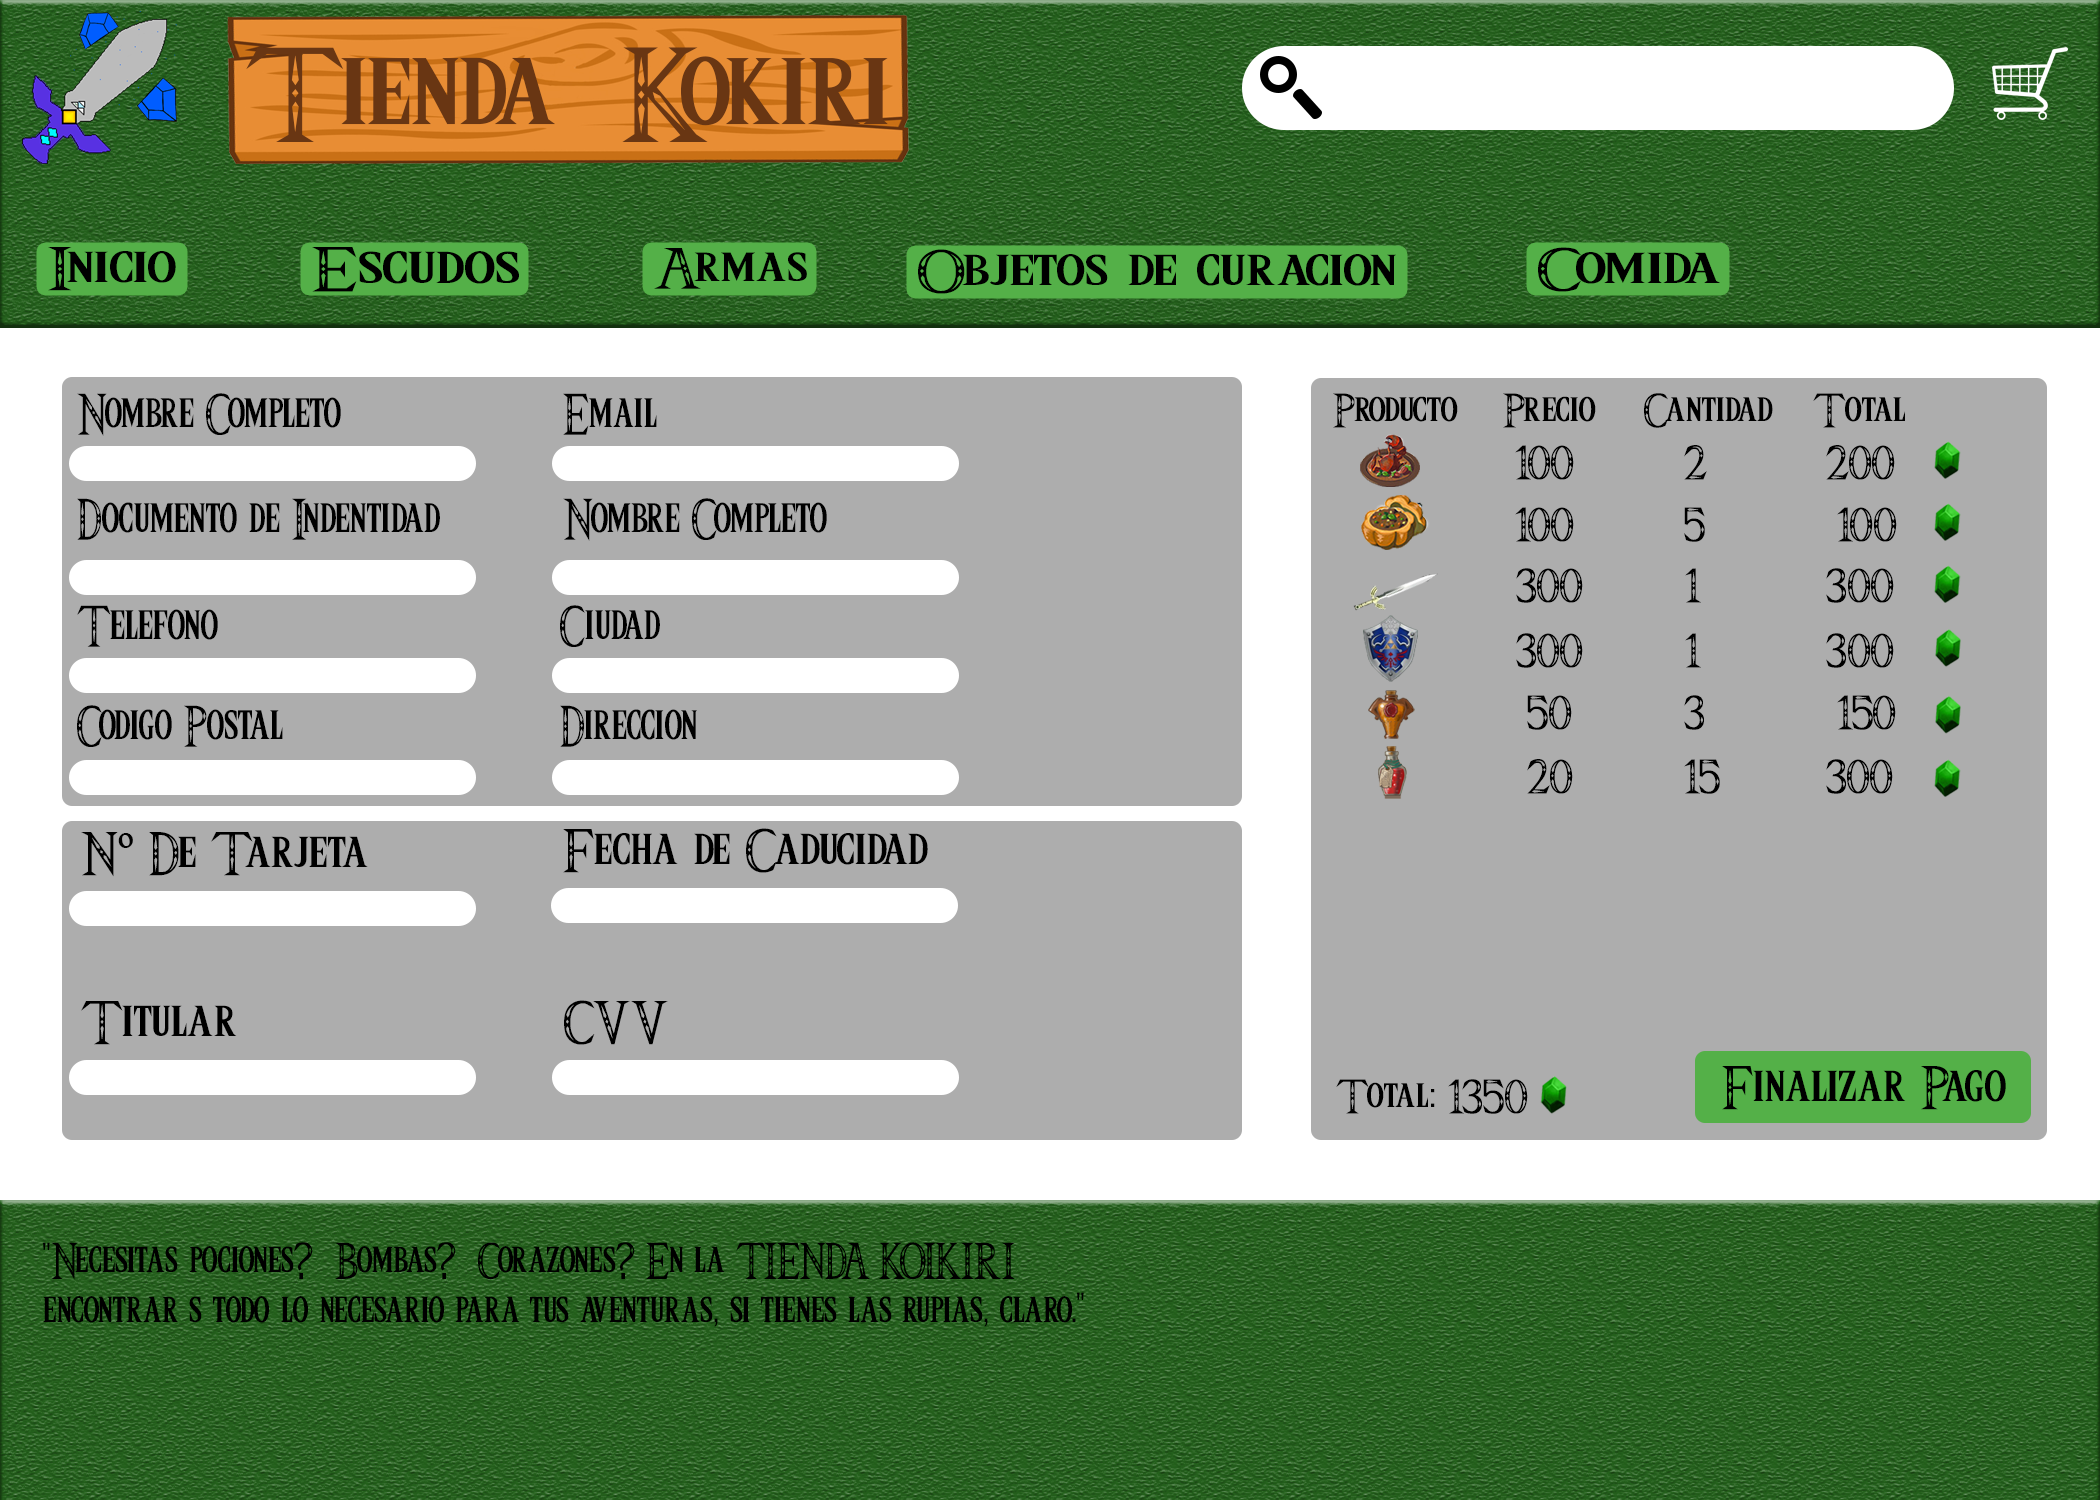 Tienda Kokiri
Inicio
Escudos
Armas
Objetos de curacion
Comida
Nombre Completo
Email
Documento de Indentidad
Nombre Completo
Telefono
Ciudad
Codigo Postal
Direccion
Nº De Tarjeta
Fecha de Caducidad
Titular
CVV
Producto Precio Cantidad Total
100 2 200
100 5 100
300 1 300
300 1 300
50 3 150
20 15 300
Total: 1350
Finalizar Pago
"Necesitas pociones? Bombas? Corazones? En la TIENDA KOIKIRI
encontrar s todo lo necesario para tus aventuras, si tienes las rupias, claro."